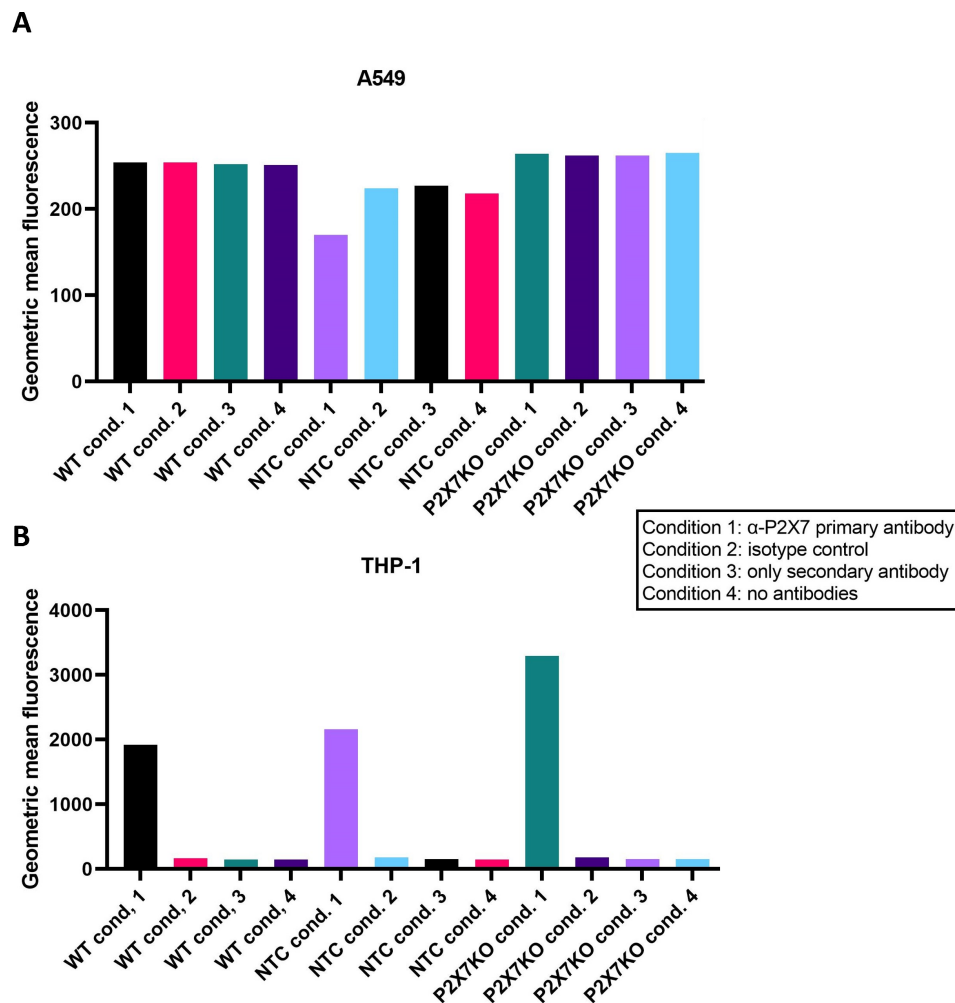 A
A549
Geometric mean fluorescence
300
200
100
0
WT cond. 1
WT cond. 2
WT cond. 3
WT cond. 4
NTC cond. 1
NTC cond. 2
NTC cond. 3
NTC cond. 4
P2X7KO cond. 1
P2X7KO cond. 2
P2X7KO cond. 3
P2X7KO cond. 4
Condition 1: α-P2X7 primary antibody
Condition 2: isotype control
Condition 3: only secondary antibody
Condition 4: no antibodies
B
THP-1
Geometric mean fluorescence
4000
3000
2000
1000
0
WT cond, 1
WT cond, 2
WT cond, 3
WT cond, 4
NTC cond. 1
NTC cond. 2
NTC cond. 3
NTC cond. 4
P2X7KO cond. 1
P2X7KO cond. 2
P2X7KO cond. 3
P2X7KO cond. 4